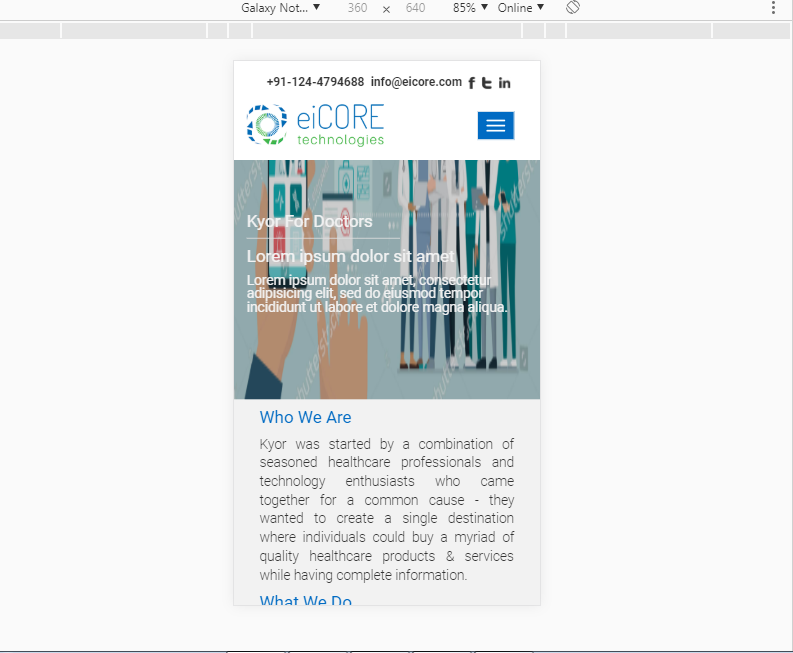 Galaxy Not... ▼ 360 × 640 85% ▼ Online ▼
+91-124-4794688 info@eicore.com
eiCORE
technologies
Kyor For Doctors
Lorem ipsum dolor sit amet
Lorem ipsum dolor sit amet, consectetur
adipisicing elit, sed do eiusmod tempor
incididunt ut labore et dolore magna aliqua.
Who We Are
Kyor was started by a combination of
seasoned healthcare professionals and
technology enthusiasts who came
together for a common cause - they
wanted to create a single destination
where individuals could buy a myriad of
quality healthcare products & services
while having complete information.
What We Do